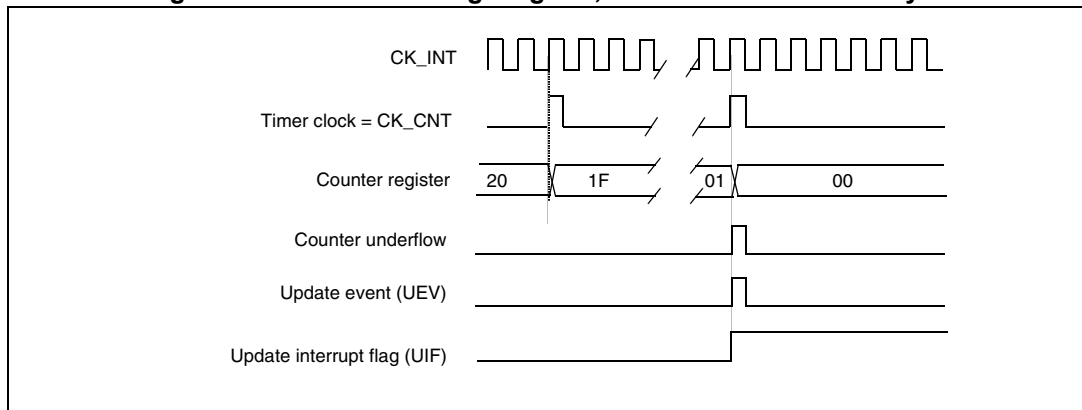 CK_INT
Timer clock = CK_CNT
Counter register 20 1F 01 00
Counter underflow
Update event (UEV)
Update interrupt flag (UIF)